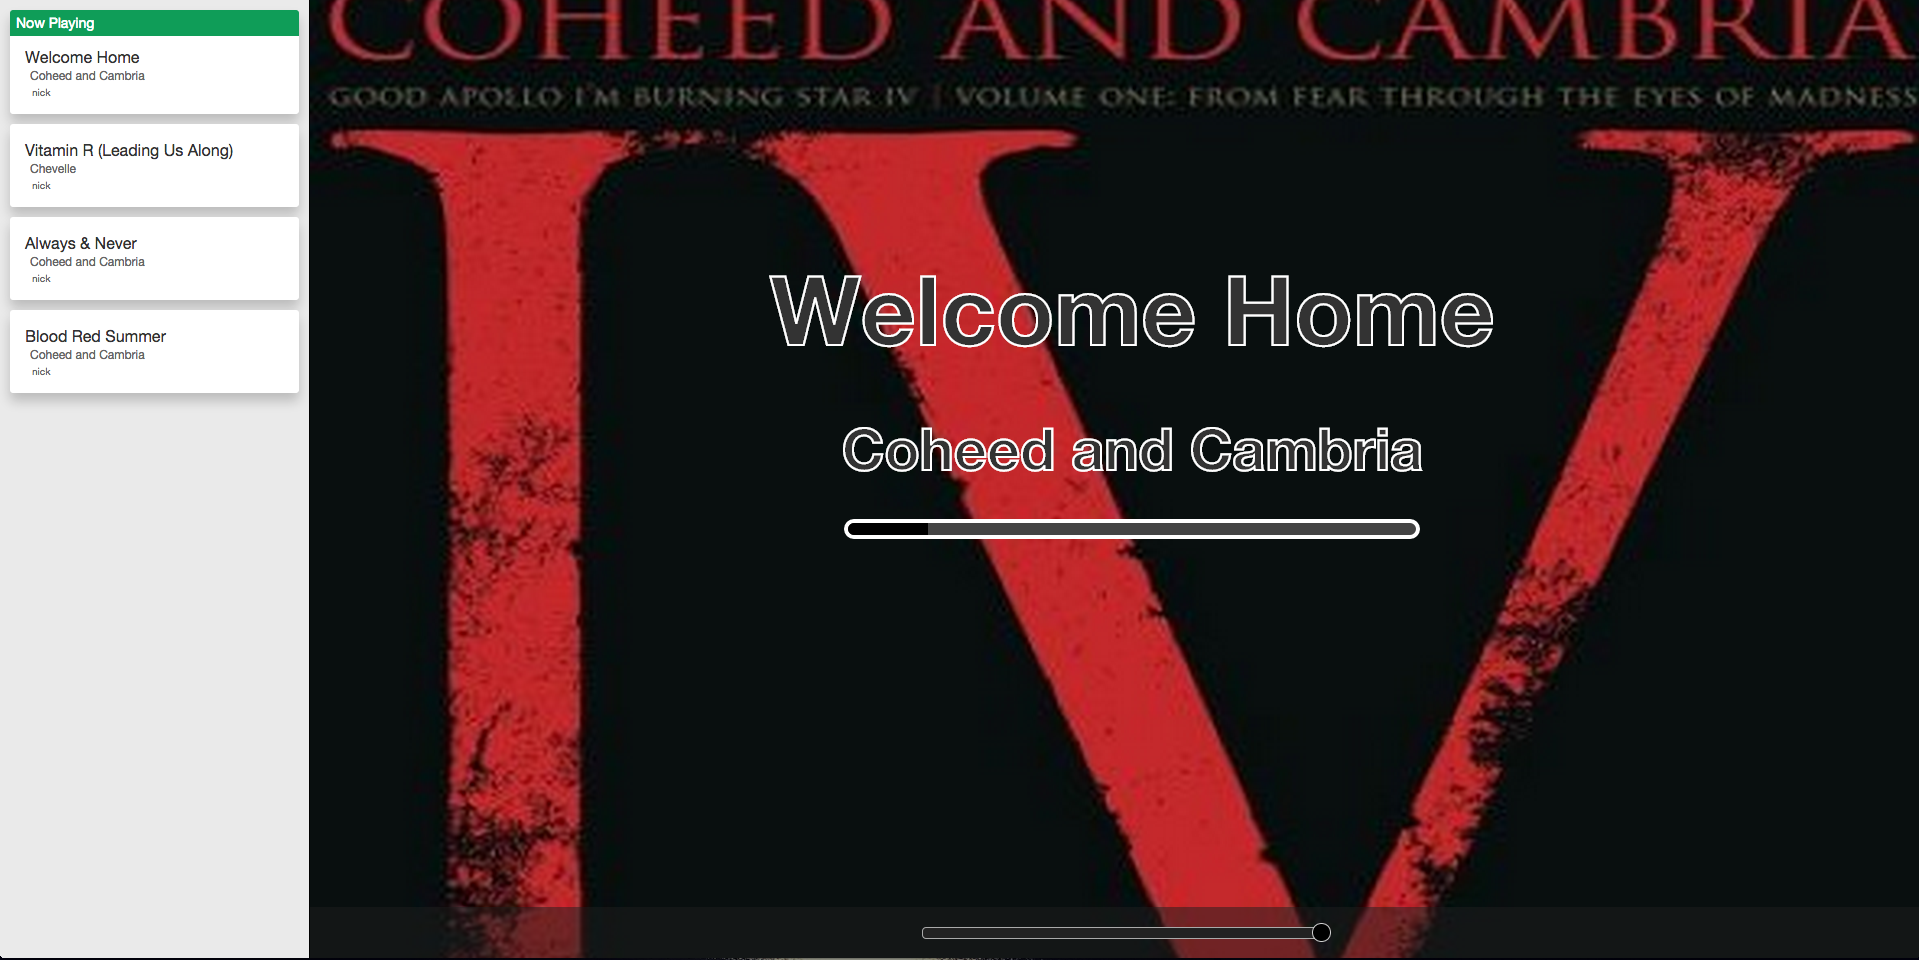 Now Playing
Welcome Home
Coheed and Cambria
nick
Vitamin R (Leading Us Along)
Chevelle
nick
Always & Never
Coheed and Cambria
nick
Blood Red Summer
Coheed and Cambria
nick
COHEED AND CAMBRIA
GOOD APOLLO I'M BURNING STAR IV | VOLUME ONE: FROM FEAR THROUGH THE EYES OF MADNESS
IV
Welcome Home
Coheed and Cambria